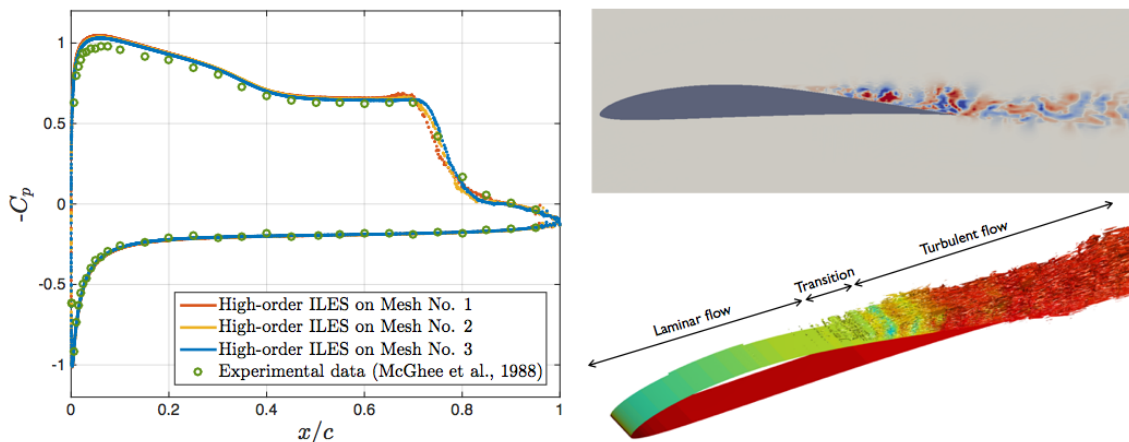 1
0.5
0
-0.5
-1
-C_p
0
0.2
0.4
0.6
0.8
1
x/c
High-order ILES on Mesh No. 1
High-order ILES on Mesh No. 2
High-order ILES on Mesh No. 3
Experimental data (McGhee et al., 1988)
Laminar flow
Transition
Turbulent flow